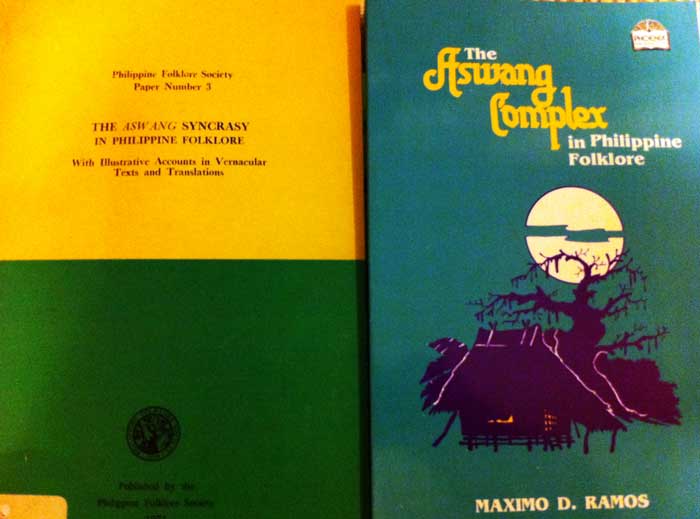 Philippine Folklore Society
Paper Number 3
THE ASWANG SYNCRASY
IN PHILIPPINE FOLKLORE
With Illustrative Accounts in Vernacular
Texts and Translations
Published by the
Philippine Folklore Society
The
Aswang
Complex
in Philippine
Folklore
PHOENIX
MAXIMO D. RAMOS